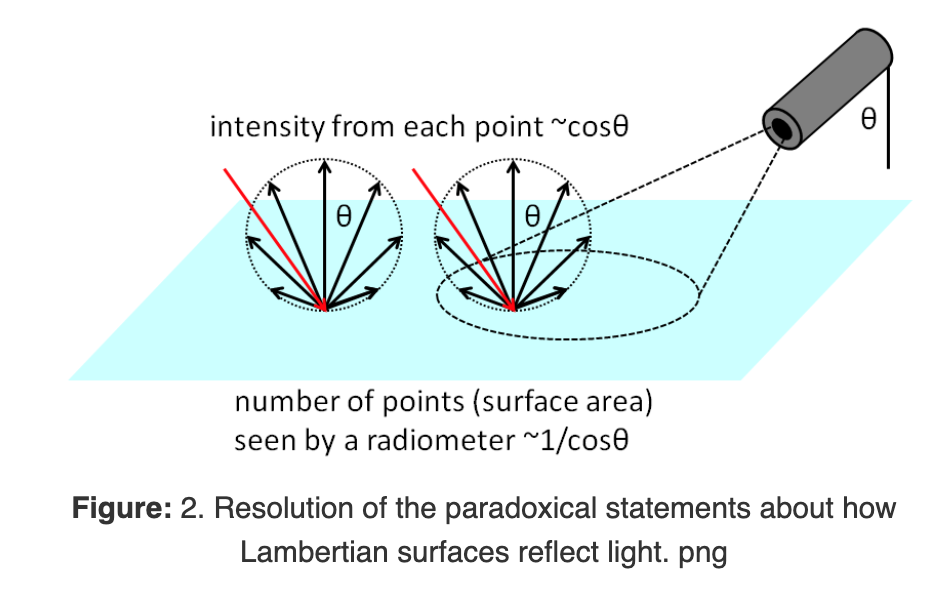 intensity from each point ~cosθ
θ
θ
θ
number of points (surface area)
seen by a radiometer ~1/cosθ
Figure: 2. Resolution of the paradoxical statements about how
Lambertian surfaces reflect light. png